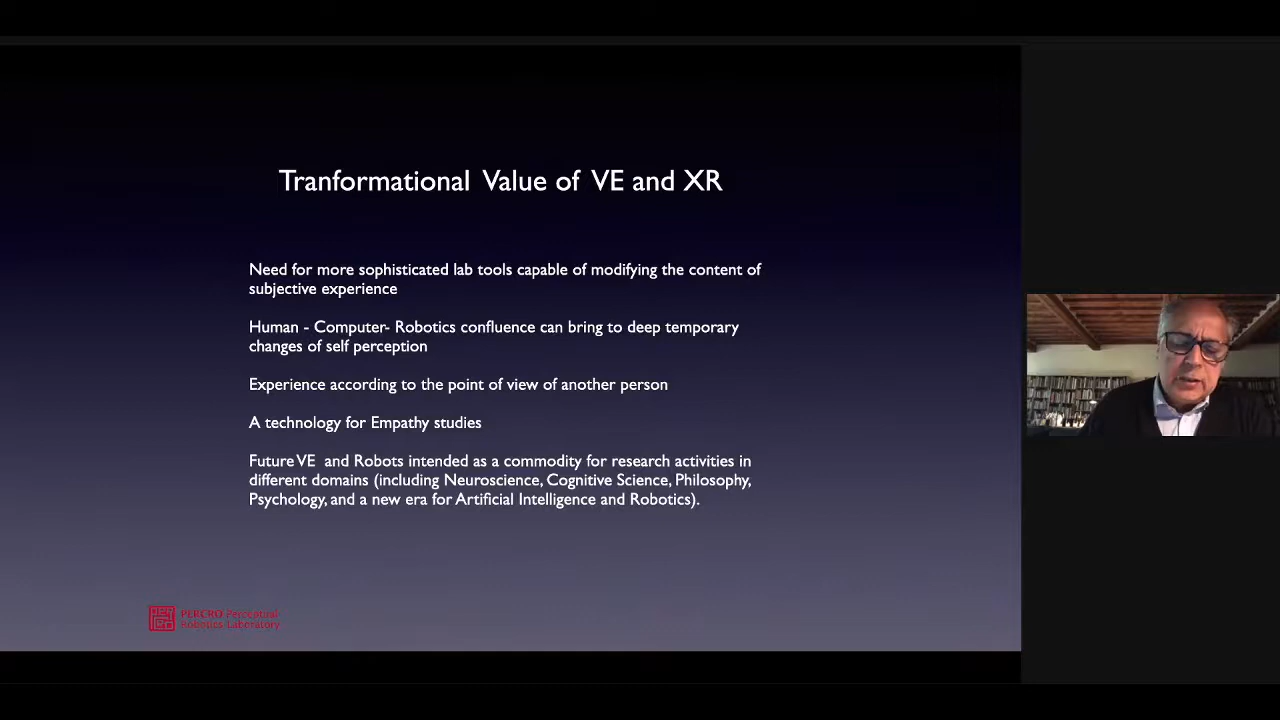 Tranformational Value of VE and XR
Need for more sophisticated lab tools capable of modifying the content of
subjective experience
Human - Computer- Robotics confluence can bring to deep temporary
changes of self perception
Experience according to the point of view of another person
A technology for Empathy studies
Future VE and Robots intended as a commodity for research activities in
different domains (including Neuroscience, Cognitive Science, Philosophy,
Psychology, and a new era for Artificial Intelligence and Robotics).
PERCRO Perceptual
Robotics Laboratory